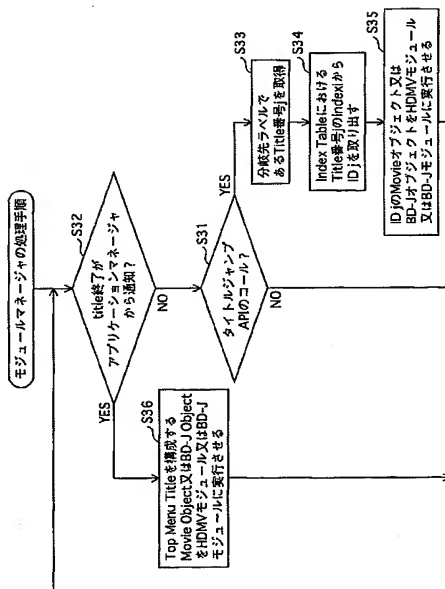 モジュールマネージャの処理手順
S32
title終了が
アプリケーションマネージャ
から通知？
YES
NO
S36
Top Menu Titleを構成する
Movie Object又はBD-J Object
をHDMVモジュール又はBD-J
モジュールに実行させる
S31
タイトルジャンプ
APIのコール？
YES
NO
S33
分岐先ラベルで
あるTitle番号jを取得
S34
Index Tableにおける
Title番号jのIndexjから
ID jを取り出す
S35
ID jのMovieオブジェクト又は
BD-JオブジェクトをHDMVモジュール
又はBD-Jモジュールに実行させる